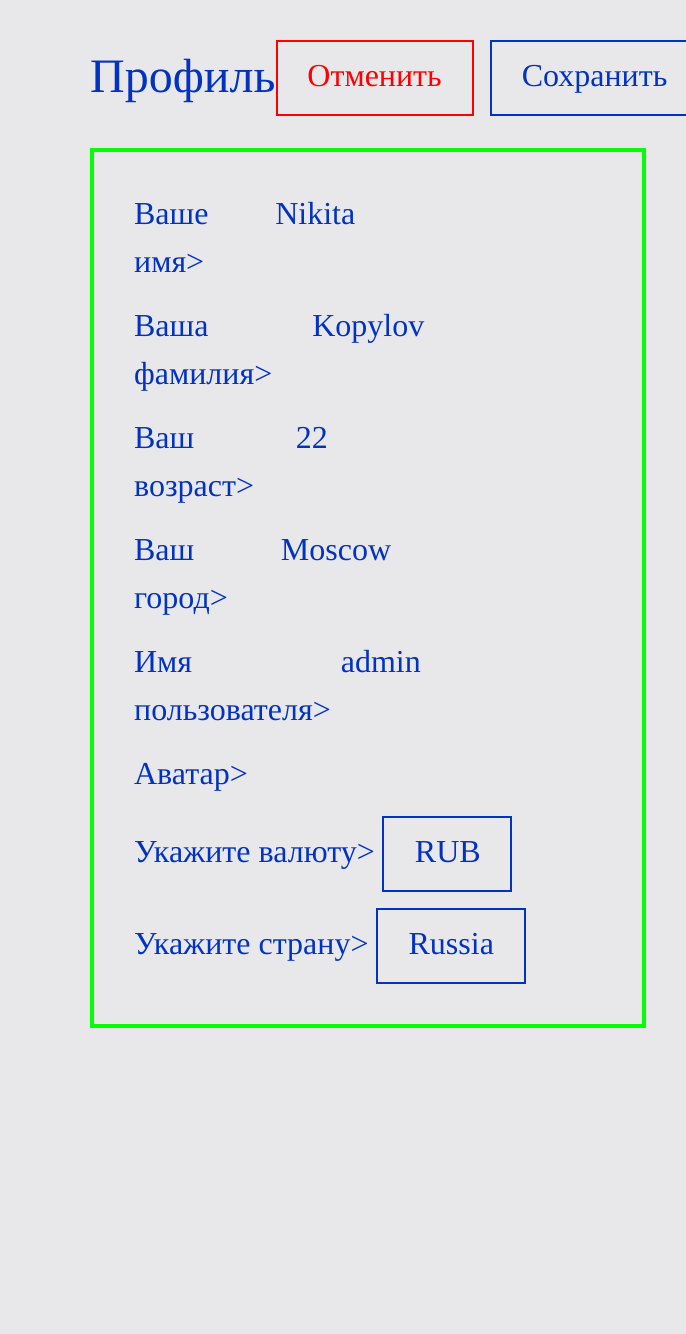 Профиль Отменить Сохранить
Ваше Nikita
имя>
Ваша Kopylov
фамилия>
Ваш 22
возраст>
Ваш Moscow
город>
Имя admin
пользователя>
Аватар>
Укажите валюту> RUB
Укажите страну> Russia